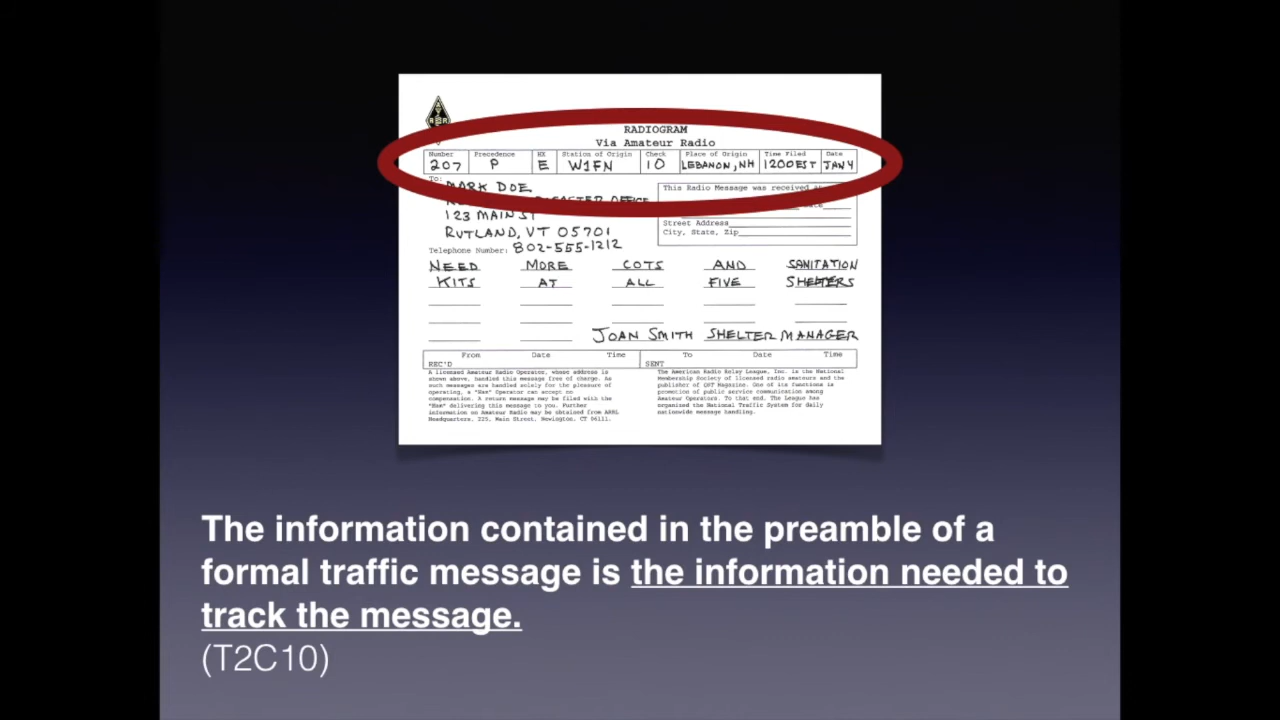 RADIOGRAM
Via Amateur Radio
Number Precedence HX Station of Origin Check Place of Origin Time Filed Date
207 P E W1FN 10 LEBANON, NH 1200EST JAN 4
To:
MARK DOE
This Radio Message was received
OFFICE
123 MAIN ST
Street Address
RUTLAND, VT 05701
City, State, Zip
Telephone Number: 802-555-1212
NEED MORE COTS AND SANITATION
KITS AT ALL FIVE SHELTERS
JOAN SMITH SHELTER MANAGER
From Date Time To Date Time
REC'D SENT
A licensed Amateur Radio Operator, whose address is
shown above, handled this message free of charge. As
such messages are handled solely for the pleasure of
operating, a "Ham" Operator can accept no
compensation. A return message may be filed with the
"Ham" delivering this message to you. Further
information on Amateur Radio may be obtained from ARRL
Headquarters, 225, Main Street, Newington, CT 06111.
The American Radio Relay League, Inc. is the National
Membership Society of licensed radio amateurs and the
publisher of QST Magazine. One of its functions is
promotion of public service communication among
Amateur Operators. To that end, The League has
organized the National Traffic System for daily
nationwide message handling.
The information contained in the preamble of a
formal traffic message is the information needed to
track the message.
(T2C10)